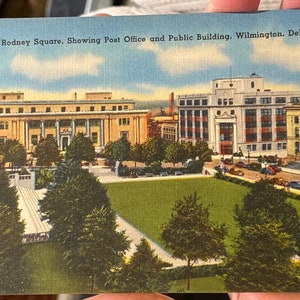 Rodney Square, Showing Post Office and Public Building, Wilmington, Del